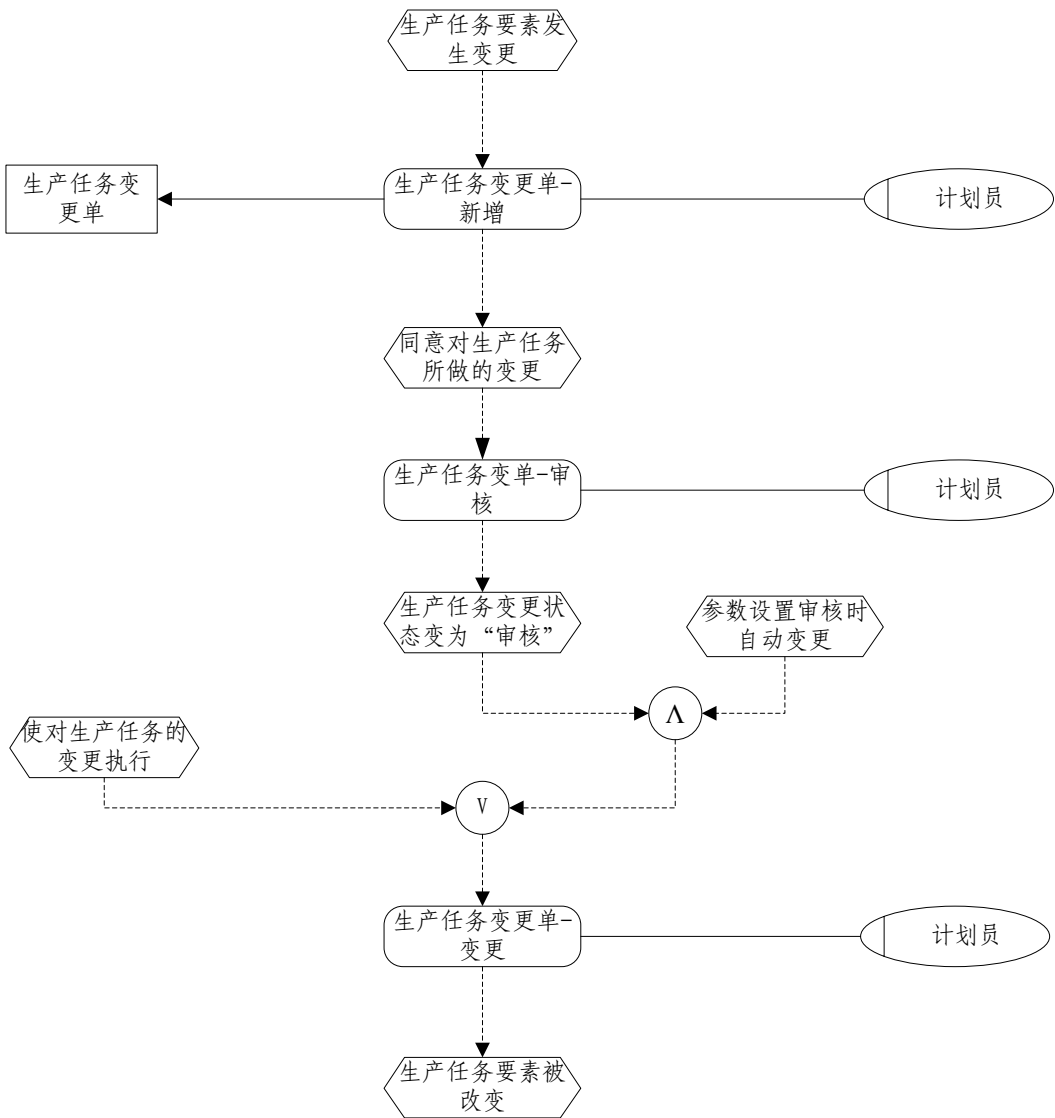 生产任务要素发
生变更
生产任务变
更单
生产任务变更单-
新增
计划员
同意对生产任务
所做的变更
生产任务变单-审
核
计划员
生产任务变更状
态变为“审核”
参数设置审核时
自动变更
Λ
使对生产任务的
变更执行
V
生产任务变更单-
变更
计划员
生产任务要素被
改变